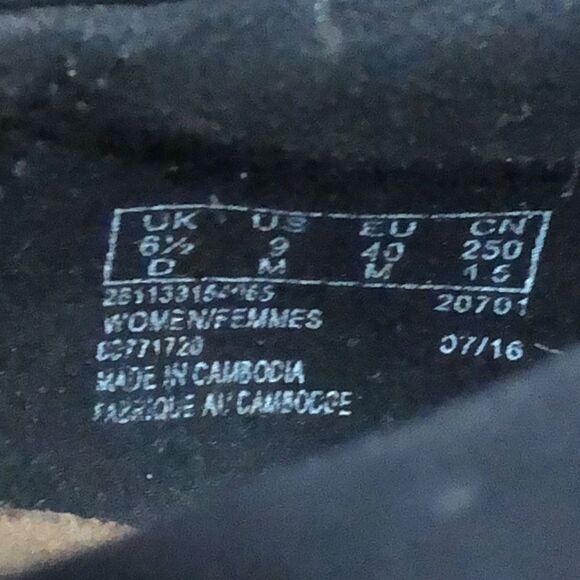 UK US EU CN
6½ 9 40 250
D M M 1.5
20701
WOMEN/FEMMES
07/16
MADE IN CAMBODIA
FABRIQUE AU CAMBODGE